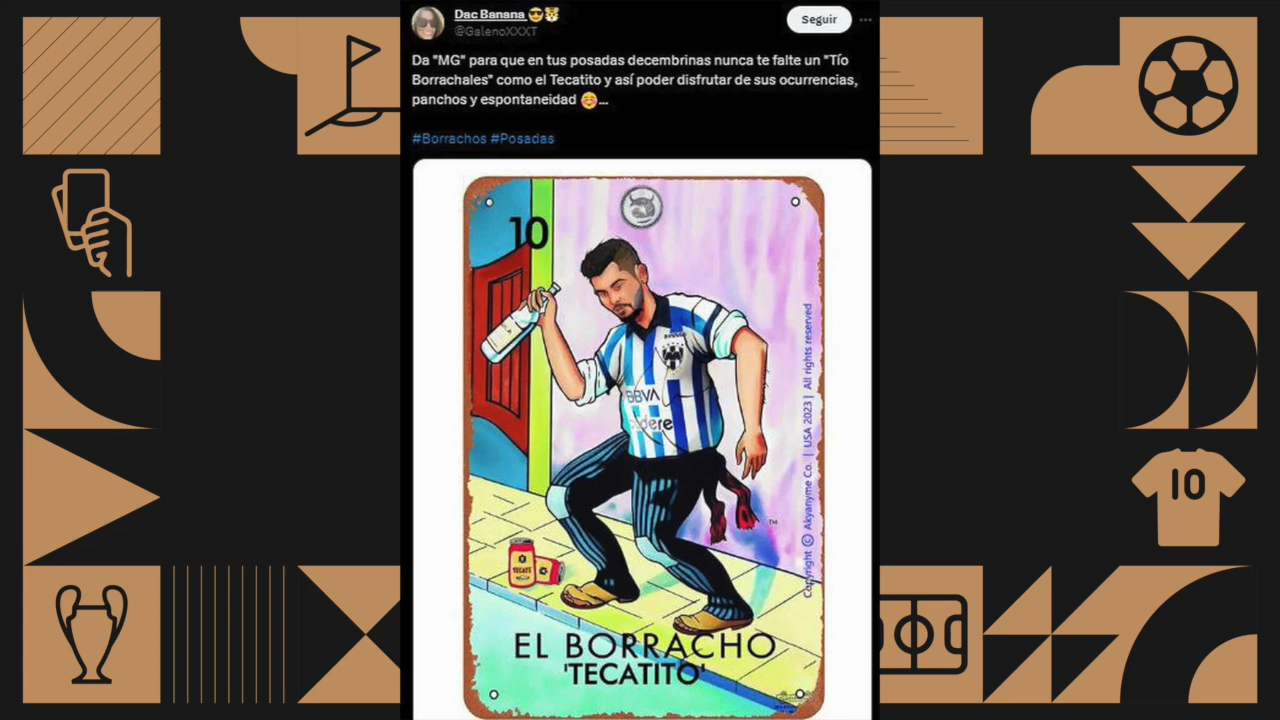 Dac Banana
@GalenoXXXT
Seguir
Da "MG" para que en tus posadas decembrinas nunca te falte un "Tío
Borrachales" como el Tecatito y así poder disfrutar de sus ocurrencias,
panchos y espontaneidad ...
#Borrachos #Posadas
10
BBVA
TECATE
TM
Copyright © Akyanyme Co. | USA 2023 | All rights reserved
EL BORRACHO
'TECATITO'
10